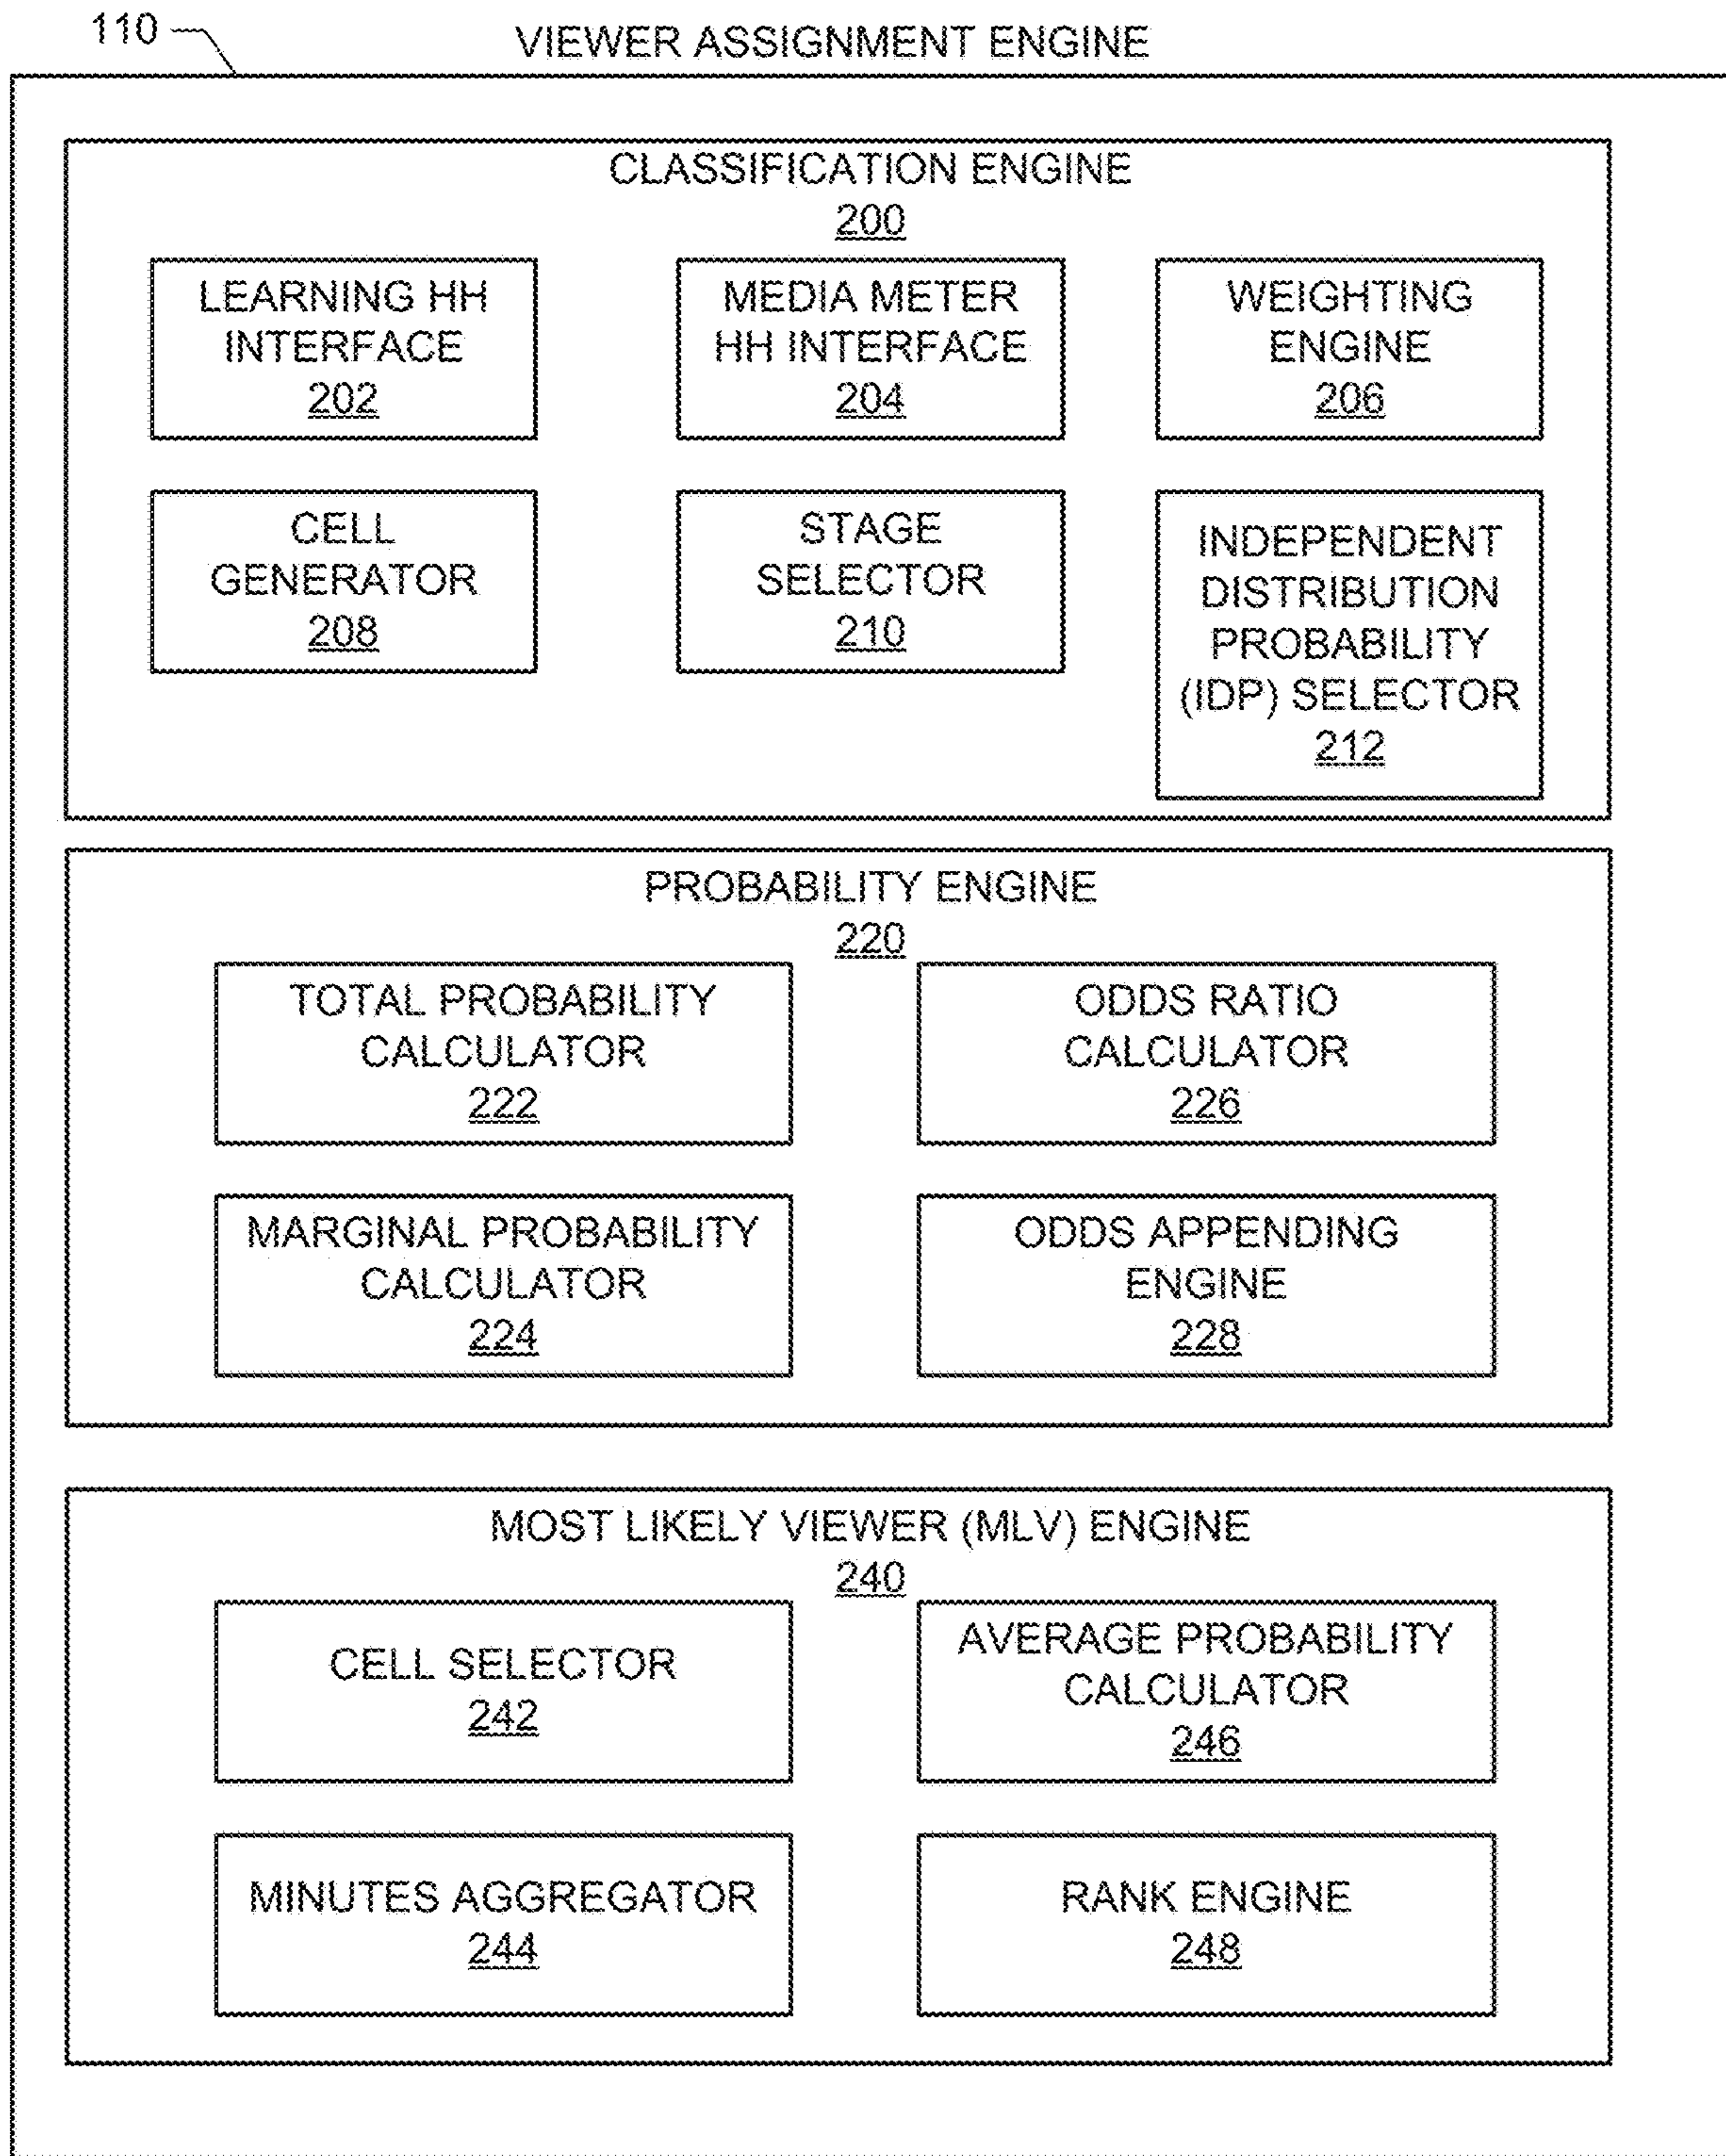 110
VIEWER ASSIGNMENT ENGINE
CLASSIFICATION ENGINE
200
LEARNING HH
INTERFACE
202
MEDIA METER
HH INTERFACE
204
WEIGHTING
ENGINE
206
CELL
GENERATOR
208
STAGE
SELECTOR
210
INDEPENDENT
DISTRIBUTION
PROBABILITY
(IDP) SELECTOR
212
PROBABILITY ENGINE
220
TOTAL PROBABILITY
CALCULATOR
222
ODDS RATIO
CALCULATOR
226
MARGINAL PROBABILITY
CALCULATOR
224
ODDS APPENDING
ENGINE
228
MOST LIKELY VIEWER (MLV) ENGINE
240
CELL SELECTOR
242
AVERAGE PROBABILITY
CALCULATOR
246
MINUTES AGGREGATOR
244
RANK ENGINE
248